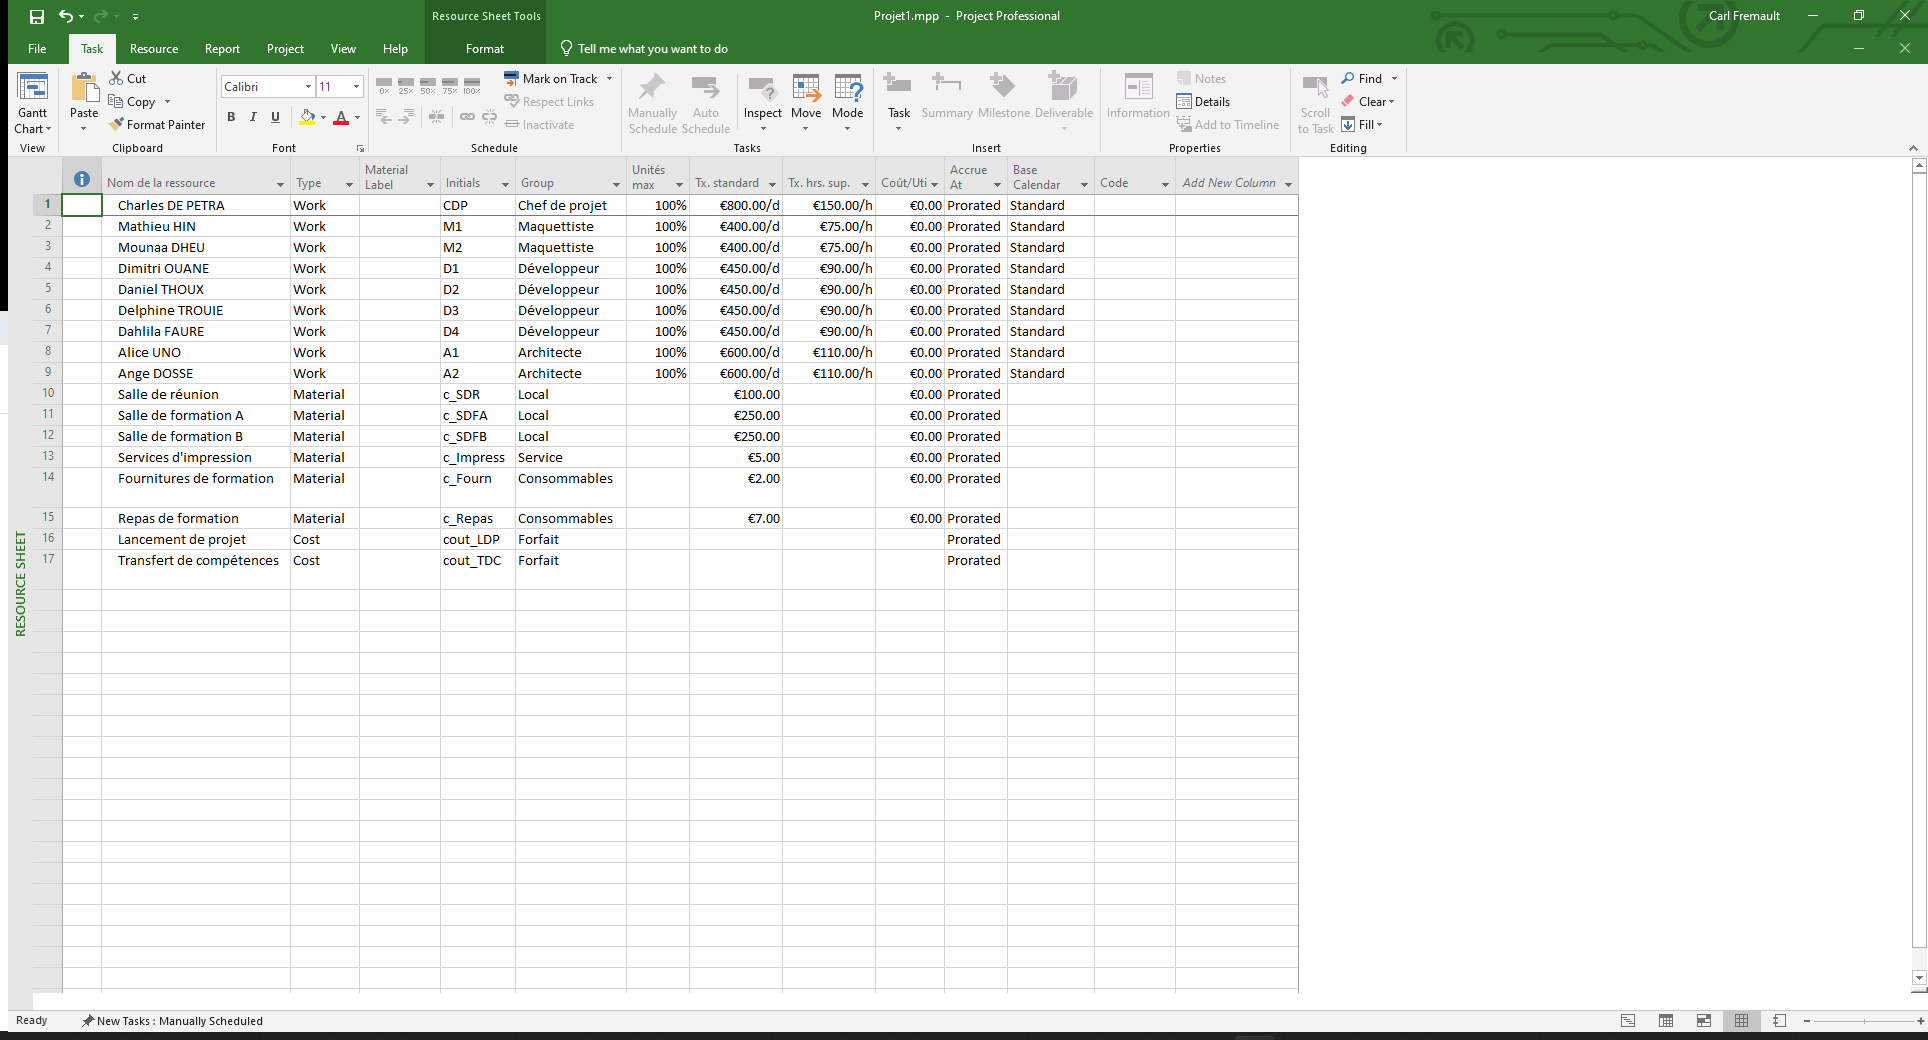 Resource Sheet Tools
Projet1.mpp - Project Professional
Carl Fremault
File Task Resource Report Project View Help Format Tell me what you want to do
Gantt Chart
View
Paste
Cut
Copy
Format Painter
Clipboard
Calibri 11
B I U A
Font
0% 25% 50% 75% 100%
Mark on Track
Respect Links
Inactivate
Schedule
Manually Schedule
Auto Schedule
Inspect
Move
Mode
Tasks
Task
Summary
Milestone
Deliverable
Insert
Information
Notes
Details
Add to Timeline
Properties
Scroll to Task
Find
Clear
Fill
Editing
Nom de la ressource Type Material Label Initials Group Unités max Tx. standard Tx. hrs. sup. Coût/Uti Accrue At Base Calendar Code Add New Column
1 Charles DE PETRA Work CDP Chef de projet 100% €800.00/d €150.00/h €0.00 Prorated Standard
2 Mathieu HIN Work M1 Maquettiste 100% €400.00/d €75.00/h €0.00 Prorated Standard
3 Mounaa DHEU Work M2 Maquettiste 100% €400.00/d €75.00/h €0.00 Prorated Standard
4 Dimitri OUANE Work D1 Développeur 100% €450.00/d €90.00/h €0.00 Prorated Standard
5 Daniel THOUX Work D2 Développeur 100% €450.00/d €90.00/h €0.00 Prorated Standard
6 Delphine TROUIE Work D3 Développeur 100% €450.00/d €90.00/h €0.00 Prorated Standard
7 Dahlila FAURE Work D4 Développeur 100% €450.00/d €90.00/h €0.00 Prorated Standard
8 Alice UNO Work A1 Architecte 100% €600.00/d €110.00/h €0.00 Prorated Standard
9 Ange DOSSE Work A2 Architecte 100% €600.00/d €110.00/h €0.00 Prorated Standard
10 Salle de réunion Material c_SDR Local €100.00 €0.00 Prorated
11 Salle de formation A Material c_SDFA Local €250.00 €0.00 Prorated
12 Salle de formation B Material c_SDFB Local €250.00 €0.00 Prorated
13 Services d'impression Material c_Impress Service €5.00 €0.00 Prorated
14 Fournitures de formation Material c_Fourn Consommables €2.00 €0.00 Prorated
15 Repas de formation Material c_Repas Consommables €7.00 €0.00 Prorated
16 Lancement de projet Cost cout_LDP Forfait Prorated
17 Transfert de compétences Cost cout_TDC Forfait Prorated
RESOURCE SHEET
Ready New Tasks : Manually Scheduled